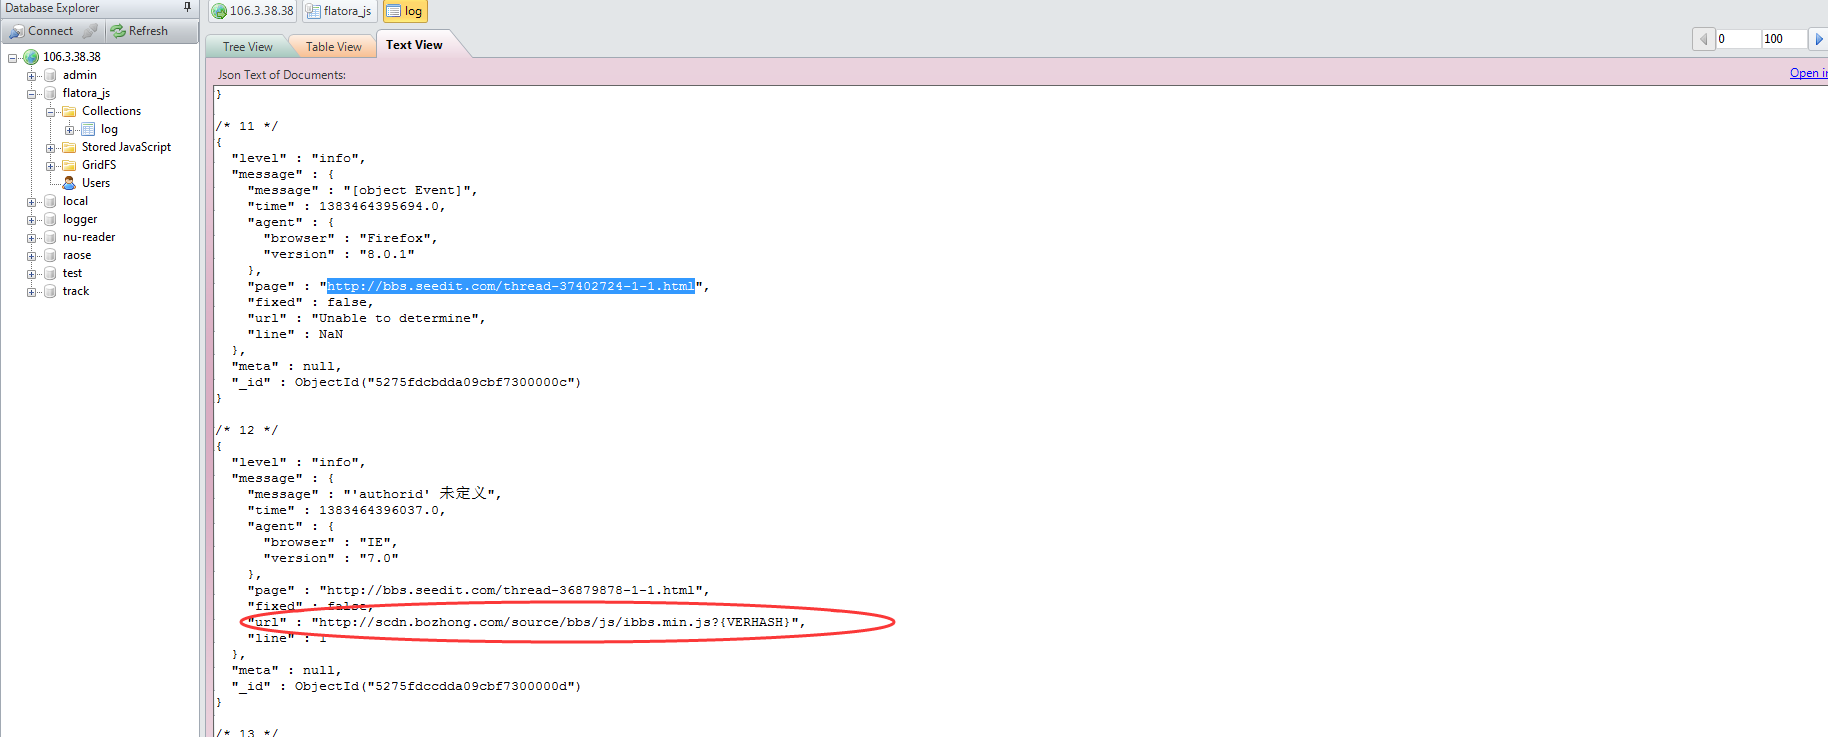 Database Explorer
Connect Refresh
106.3.38.38
admin
flatora_js
Collections
log
Stored JavaScript
GridFS
Users
local
logger
nu-reader
raose
test
track
106.3.38.38 flatora_js log
Tree View Table View Text View
0 100
Json Text of Documents:
Open in
}
/* 11 */
{
"level" : "info",
"message" : {
"message" : "[object Event]",
"time" : 1383464395694.0,
"agent" : {
"browser" : "Firefox",
"version" : "8.0.1"
},
"page" : "http://bbs.seedit.com/thread-37402724-1-1.html",
"fixed" : false,
"url" : "Unable to determine",
"line" : NaN
},
"meta" : null,
"_id" : ObjectId("5275fdcbdda09cbf7300000c")
}
/* 12 */
{
"level" : "info",
"message" : {
"message" : "'authorid' 未定义",
"time" : 1383464396037.0,
"agent" : {
"browser" : "IE",
"version" : "7.0"
},
"page" : "http://bbs.seedit.com/thread-36879878-1-1.html",
"fixed" : false,
"url" : "http://scdn.bozhong.com/source/bbs/js/ibbs.min.js?{VERHASH}",
"line" : 1
},
"meta" : null,
"_id" : ObjectId("5275fdccdda09cbf7300000d")
}
/* 13 */